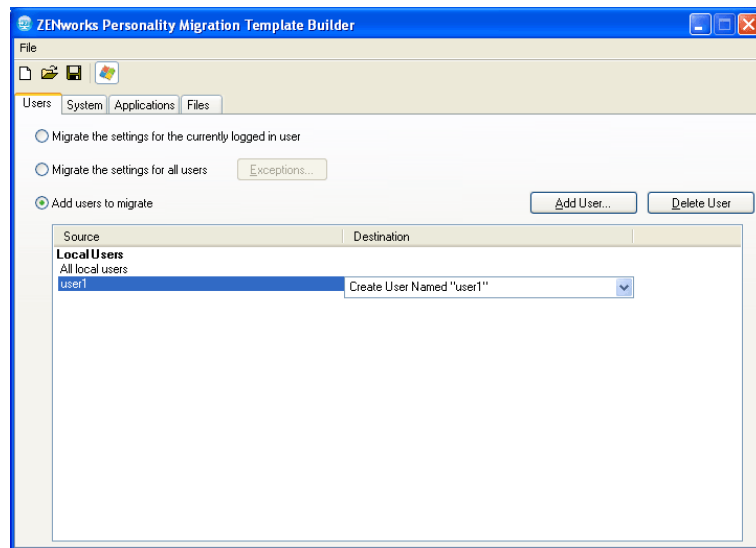 ZENworks Personality Migration Template Builder
File
Users System Applications Files
Migrate the settings for the currently logged in user
Migrate the settings for all users Exceptions...
Add users to migrate Add User... Delete User
Source Destination
Local Users
All local users
user1 Create User Named "user1"